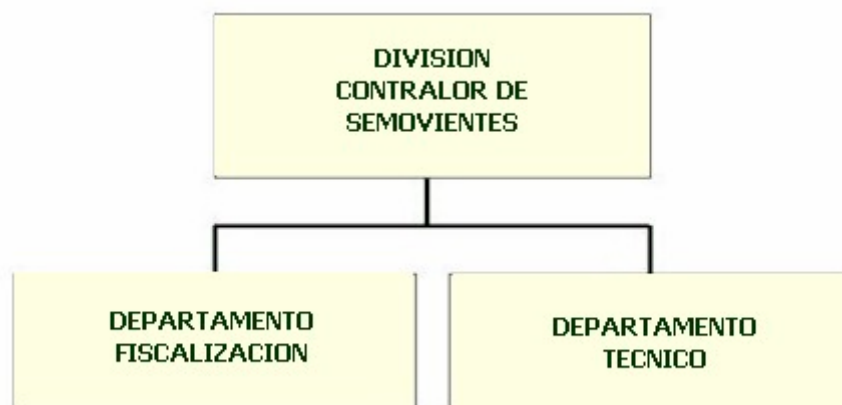 DIVISION
CONTRALOR DE
SEMOVIENTES
DEPARTAMENTO
FISCALIZACION
DEPARTAMENTO
TECNICO